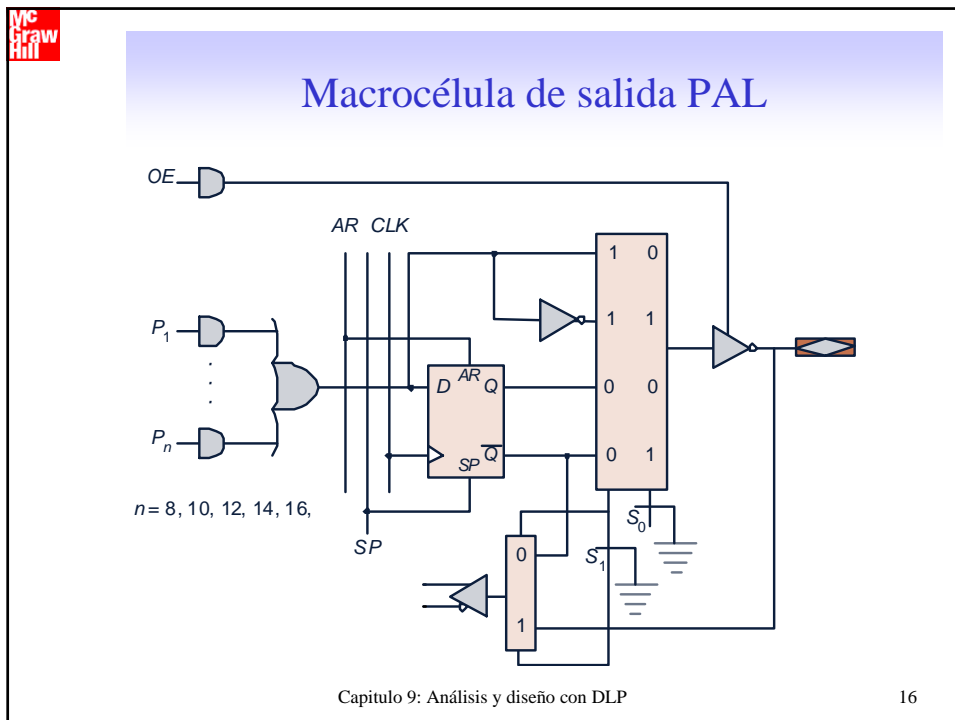 Mc
Graw
Hill
Macrocélula de salida PAL
OE
AR CLK
1 0
P1
1 1
.
.
.
D AR Q
0 0
Pn
SP Q̅
0 1
n = 8, 10, 12, 14, 16,
SP
S0
0
S1
1
Capitulo 9: Análisis y diseño con DLP
16